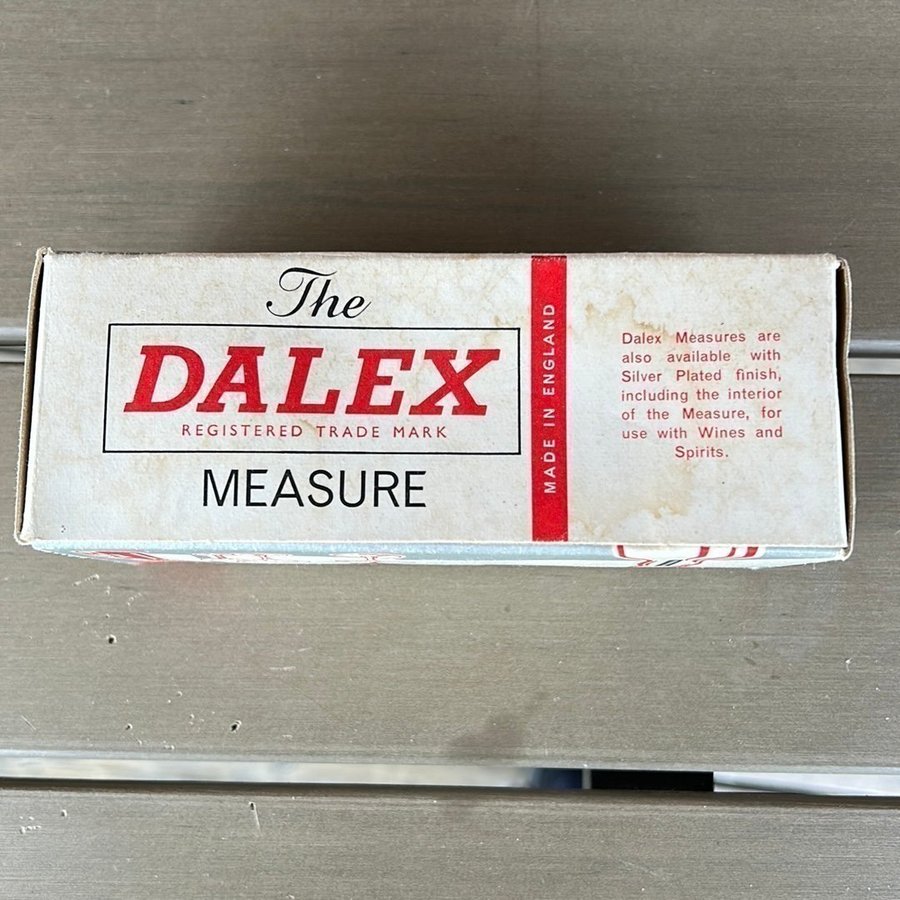 The
DALEX
REGISTERED TRADE MARK
MEASURE
MADE IN ENGLAND
Dalex Measures are
also available with
Silver Plated finish,
including the interior
of the Measure, for
use with Wines and
Spirits.